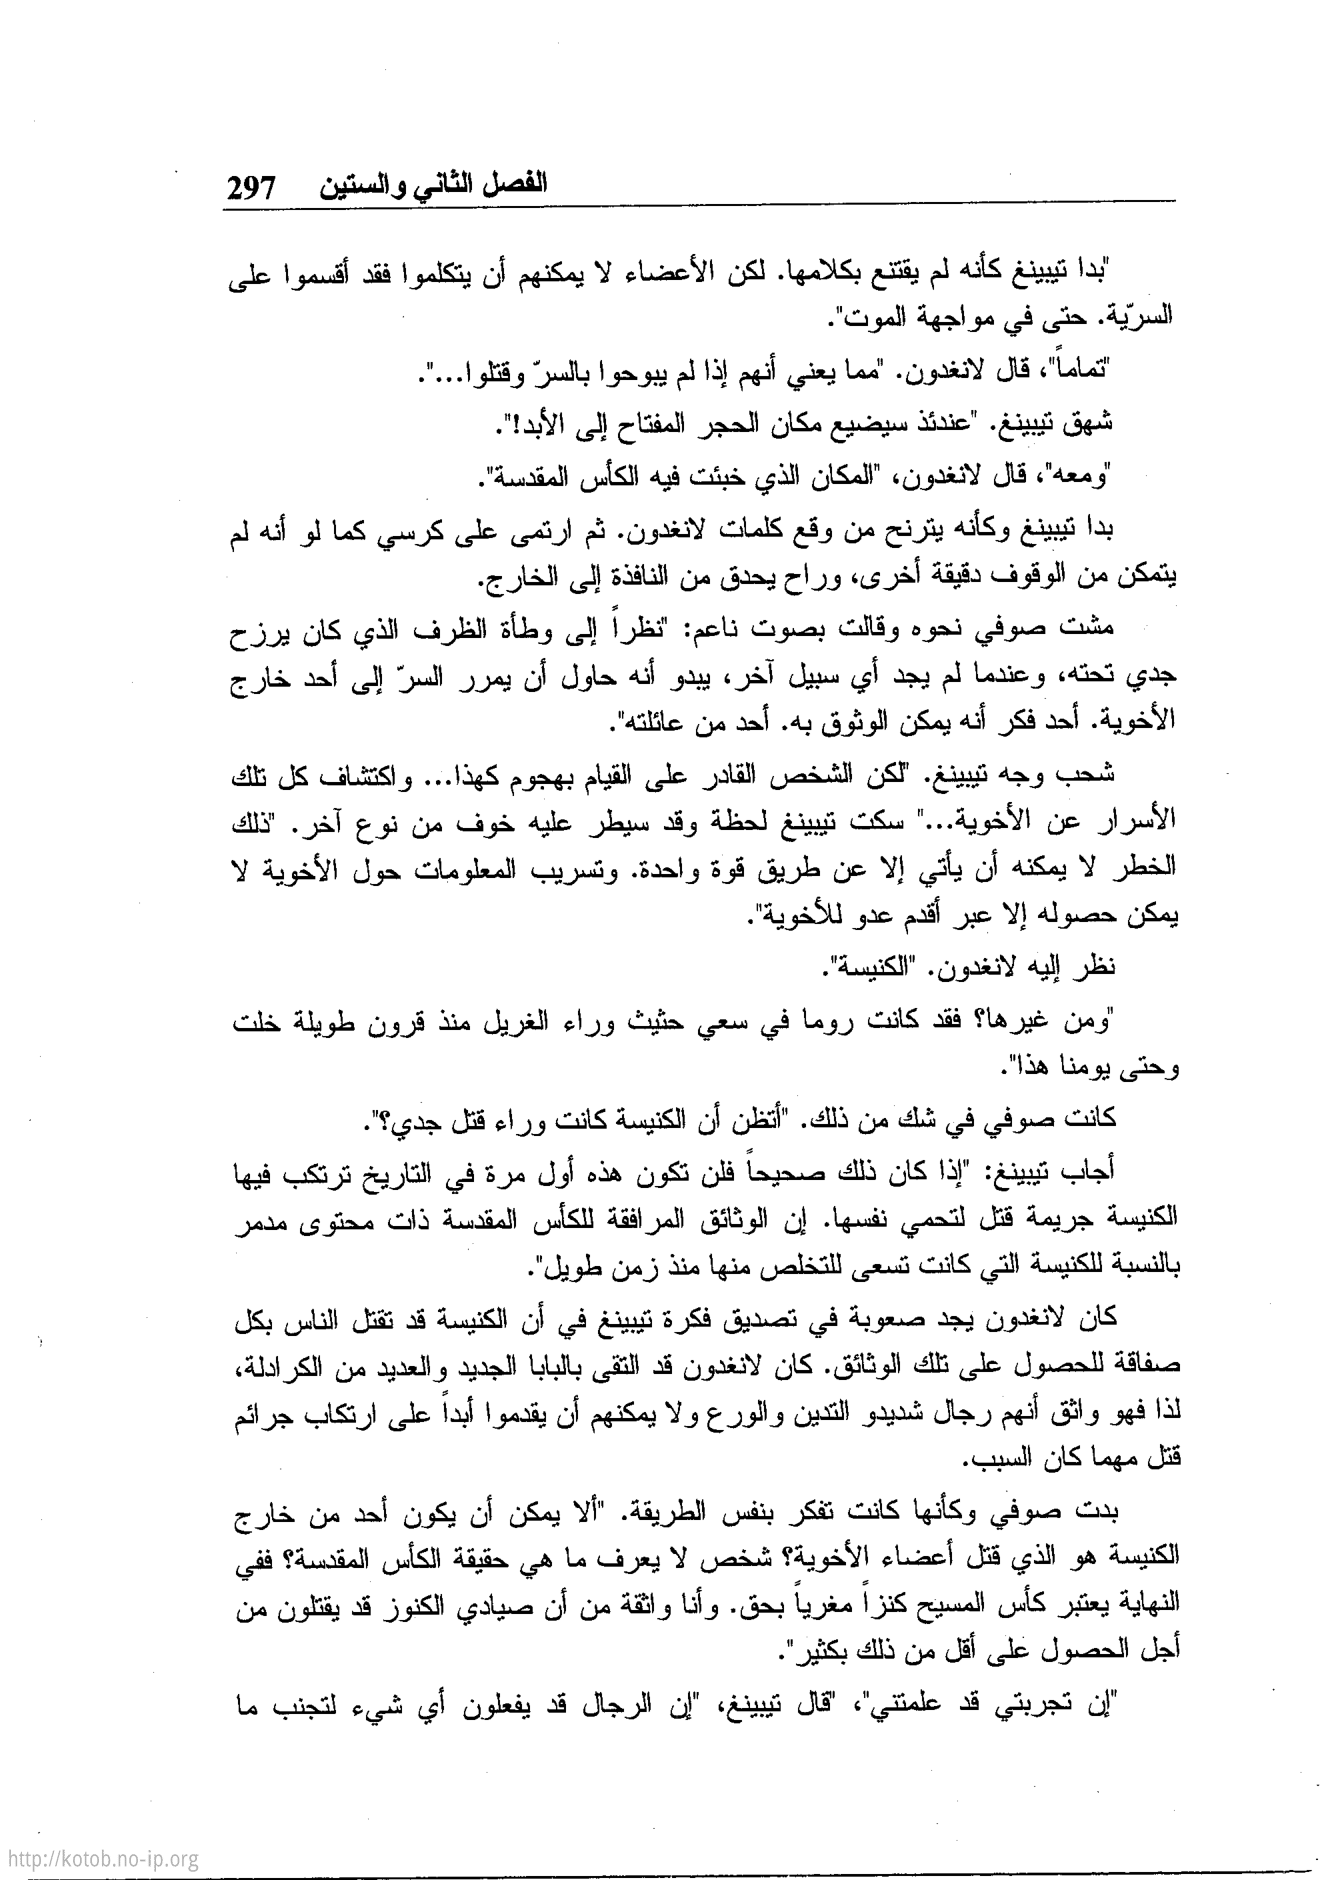 الفصل الثاني والستين 297
"بدا تيبينغ كأنه لم يقتنع بكلامها. لكن الأعضاء لا يمكنهم أن يتكلموا فقد أقسموا على
السرّية. حتى في مواجهة الموت".
"تماماً"، قال لانغدون. "مما يعني أنهم إذا لم يبوحوا بالسرّ وقتلوا...".
شهق تيبينغ. "عندئذ سيضيع مكان الحجر المفتاح إلى الأبد!".
"ومعه"، قال لانغدون، "المكان الذي خبئت فيه الكأس المقدسة".
بدا تيبينغ وكأنه يترنح من وقع كلمات لانغدون. ثم ارتمى على كرسي كما لو أنه لم
يتمكن من الوقوف دقيقة أخرى، وراح يحدق من النافذة إلى الخارج.
مشت صوفي نحوه وقالت بصوت ناعم: "نظراً إلى وطأة الظرف الذي كان يرزح
جدي تحته، وعندما لم يجد أي سبيل آخر، يبدو أنه حاول أن يمرر السرّ إلى أحد خارج
الأخوية. أحد فكر أنه يمكن الوثوق به. أحد من عائلته".
شحب وجه تيبينغ. "لكن الشخص القادر على القيام بهجوم كهذا... واكتشاف كل تلك
الأسرار عن الأخوية..." سكت تيبينغ لحظة وقد سيطر عليه خوف من نوع آخر. "ذلك
الخطر لا يمكنه أن يأتي إلا عن طريق قوة واحدة. وتسريب المعلومات حول الأخوية لا
يمكن حصوله إلا عبر أقدم عدو للأخوية".
نظر إليه لانغدون. "الكنيسة".
"ومن غيرها؟ فقد كانت روما في سعي حثيث وراء الغريل منذ قرون طويلة خلت
وحتى يومنا هذا".
كانت صوفي في شك من ذلك. "أتظن أن الكنيسة كانت وراء قتل جدي؟".
أجاب تيبينغ: "إذا كان ذلك صحيحاً فلن تكون هذه أول مرة في التاريخ ترتكب فيها
الكنيسة جريمة قتل لتحمي نفسها. إن الوثائق المرافقة للكأس المقدسة ذات محتوى مدمر
بالنسبة للكنيسة التي كانت تسعى للتخلص منها منذ زمن طويل".
كان لانغدون يجد صعوبة في تصديق فكرة تيبينغ في أن الكنيسة قد تقتل الناس بكل
صفاقة للحصول على تلك الوثائق. كان لانغدون قد التقى بالبابا الجديد والعديد من الكرادلة،
لذا فهو واثق أنهم رجال شديدو التدين والورع ولا يمكنهم أن يقدموا أبداً على ارتكاب جرائم
قتل مهما كان السبب.
بدت صوفي وكأنها كانت تفكر بنفس الطريقة. "ألا يمكن أن يكون أحد من خارج
الكنيسة هو الذي قتل أعضاء الأخوية؟ شخص لا يعرف ما هي حقيقة الكأس المقدسة؟ ففي
النهاية يعتبر كأس المسيح كنزاً مغرياً بحق. وأنا واثقة من أن صيادي الكنوز قد يقتلون من
أجل الحصول على أقل من ذلك بكثير".
"إن تجربتي قد علمتني"، "قال تيبينغ، "إن الرجال قد يفعلون أي شيء لتجنب ما
http://kotob.no-ip.org